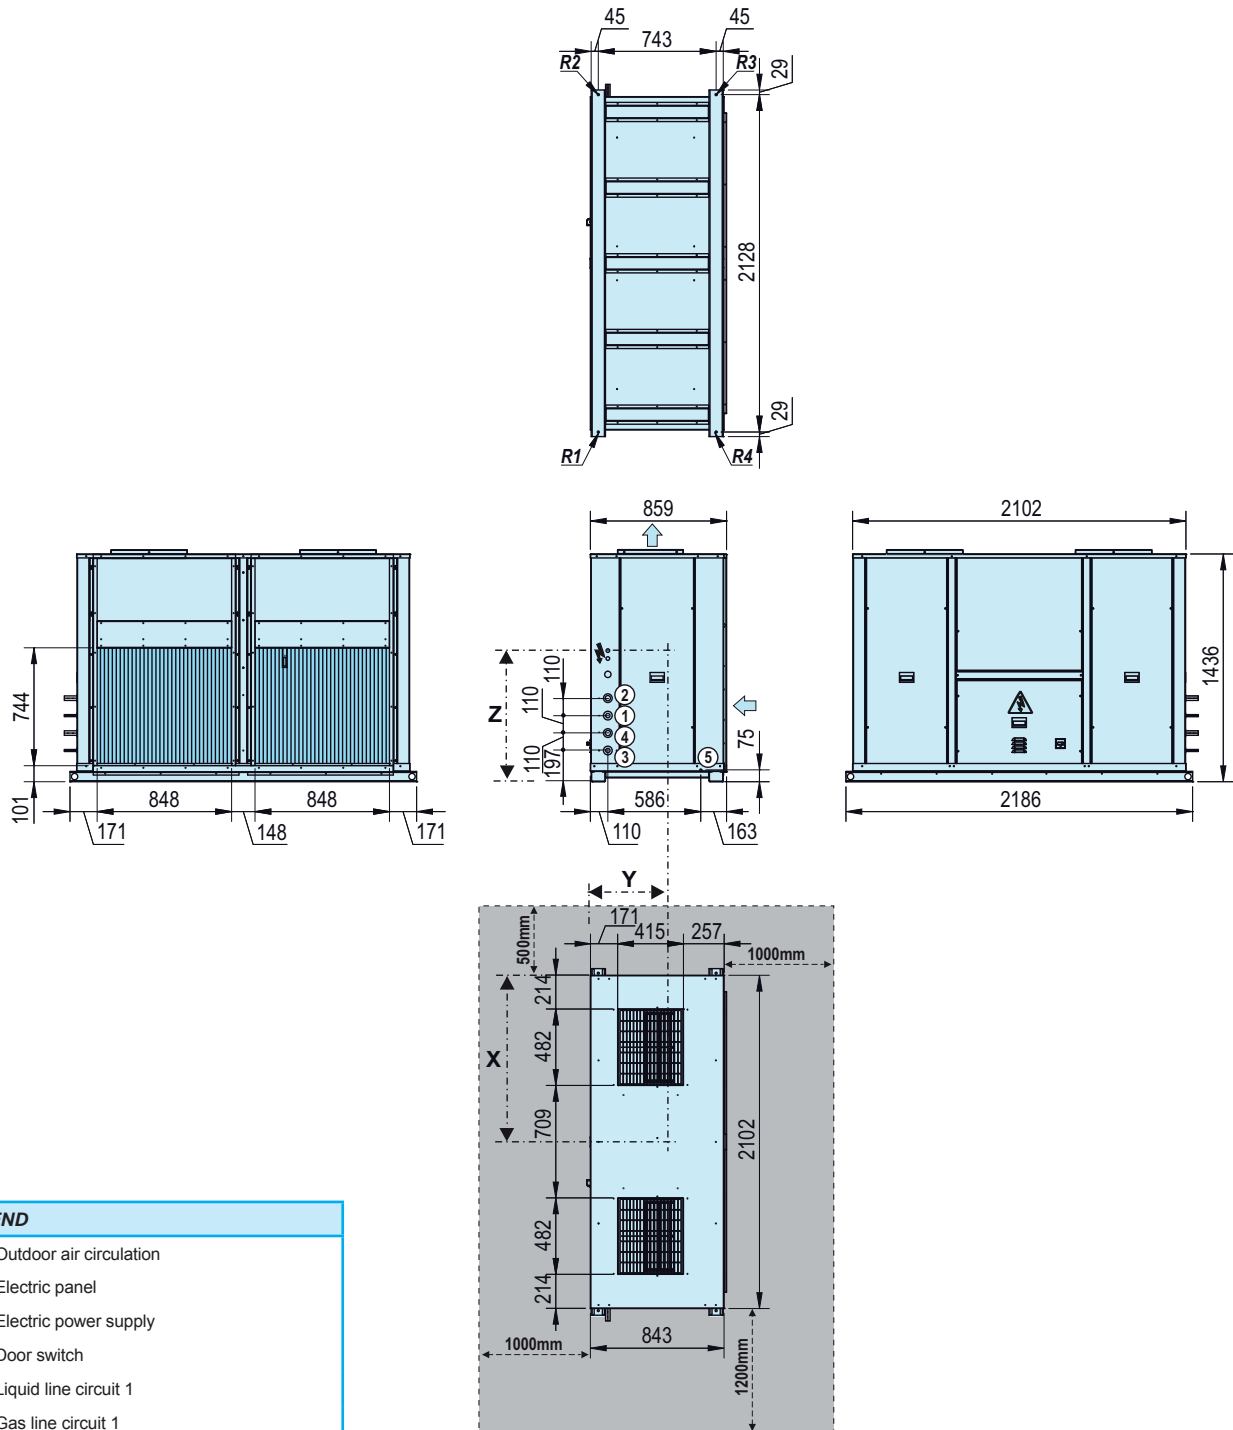 45
45
743
R2
R3
29
2128
29
R1
R4
859
2102
110
110
Z
110
197
2
1
4
3
5
75
744
101
1436
848
848
171
148
171
586
110
163
2186
Y
171
415
257
500mm
1000mm
214
482
X
709
2102
482
214
1000mm
843
1200mm
END
Outdoor air circulation
Electric panel
Electric power supply
Door switch
Liquid line circuit 1
Gas line circuit 1